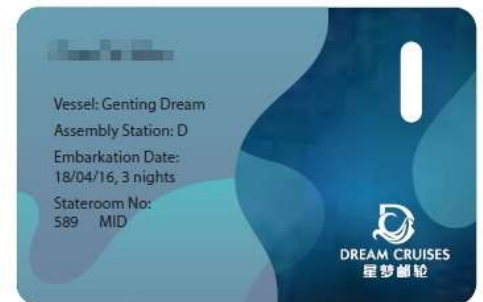 Vessel: Genting Dream
Assembly Station: D
Embarkation Date:
18/04/16, 3 nights
Stateroom No:
589 MID
DREAM CRUISES
星梦邮轮